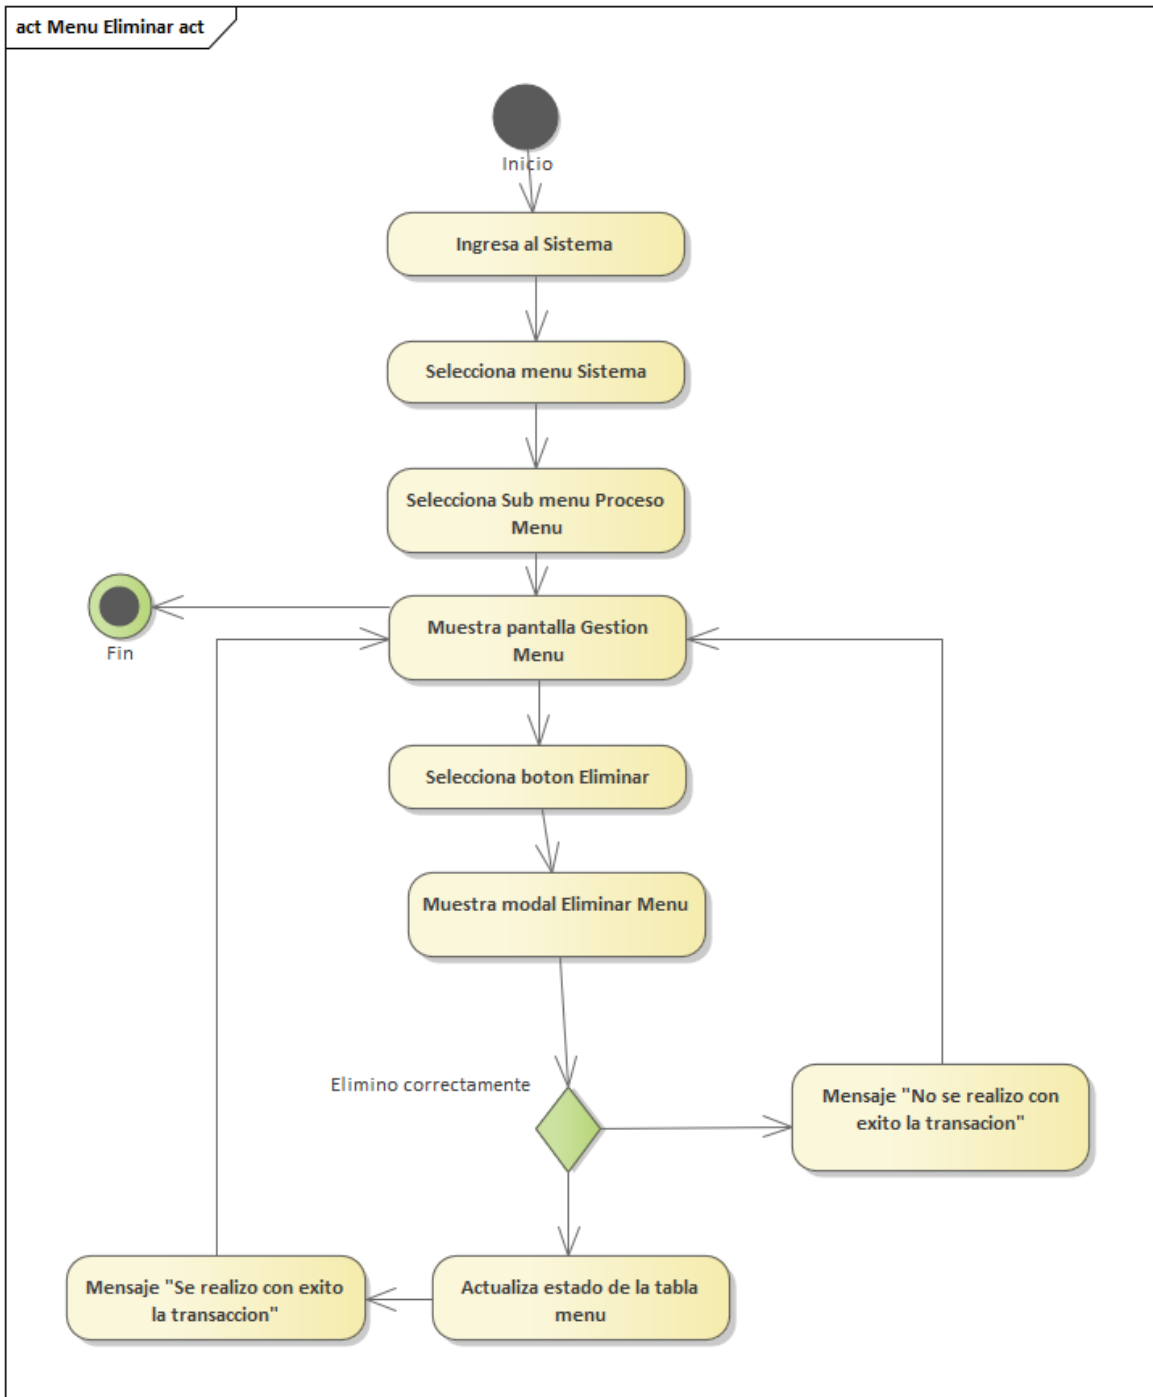 act Menu Eliminar act
Inicio
Ingresa al Sistema
Selecciona menu Sistema
Selecciona Sub menu Proceso
Menu
Muestra pantalla Gestion
Menu
Fin
Selecciona boton Eliminar
Muestra modal Eliminar Menu
Elimino correctamente
Mensaje "No se realizo con
exito la transacion"
Mensaje "Se realizo con exito
la transaccion"
Actualiza estado de la tabla
menu